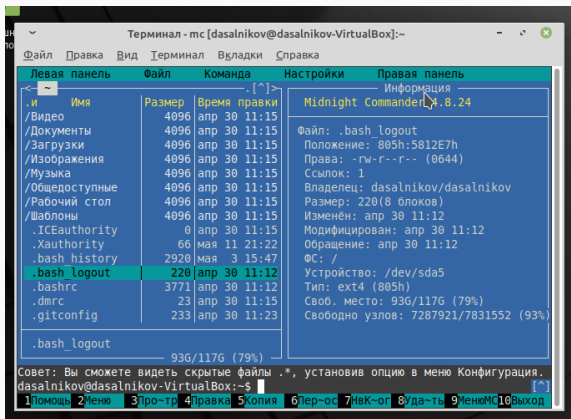 Терминал - mc [dasalnikov@dasalnikov-VirtualBox]:~
Файл Правка Вид Терминал Вкладки Справка
Левая панель Файл Команда Настройки Правая панель
<- ~ .[^]> Информация
.и Имя Размер Время правки Midnight Commander 4.8.24
/Видео 4096 апр 30 11:15
/Документы 4096 апр 30 11:15 Файл: .bash_logout
/Загрузки 4096 апр 30 11:15 Положение: 805h:5812E7h
/Изображения 4096 апр 30 11:15 Права: -rw-r--r-- (0644)
/Музыка 4096 апр 30 11:15 Ссылок: 1
/Общедоступные 4096 апр 30 11:15 Владелец: dasalnikov/dasalnikov
/Рабочий стол 4096 апр 30 11:15 Размер: 220(8 блоков)
/Шаблоны 4096 апр 30 11:15 Изменён: апр 30 11:12
.ICEauthority 0 апр 30 11:15 Модифицирован: апр 30 11:12
.Xauthority 66 мая 11 21:22 Обращение: апр 30 11:12
.bash_history 2920 мая 3 15:47 ФС: /
.bash_logout 220 апр 30 11:12 Устройство: /dev/sda5
.bashrc 3771 апр 30 11:12 Тип: ext4 (805h)
.dmrc 23 апр 30 11:15 Своб. место: 93G/117G (79%)
.gitconfig 233 апр 30 11:23 Свободно узлов: 7287921/7831552 (93%)
.bash_logout
93G/117G (79%)
Совет: Вы сможете видеть скрытые файлы .*, установив опцию в меню Конфигурация.
dasalnikov@dasalnikov-VirtualBox:~$ [^]
1Помощь 2Меню 3Про~тр 4Правка 5Копия 6Пер~ос 7НвК~ог 8Уда~ть 9МенюMC 10Выход